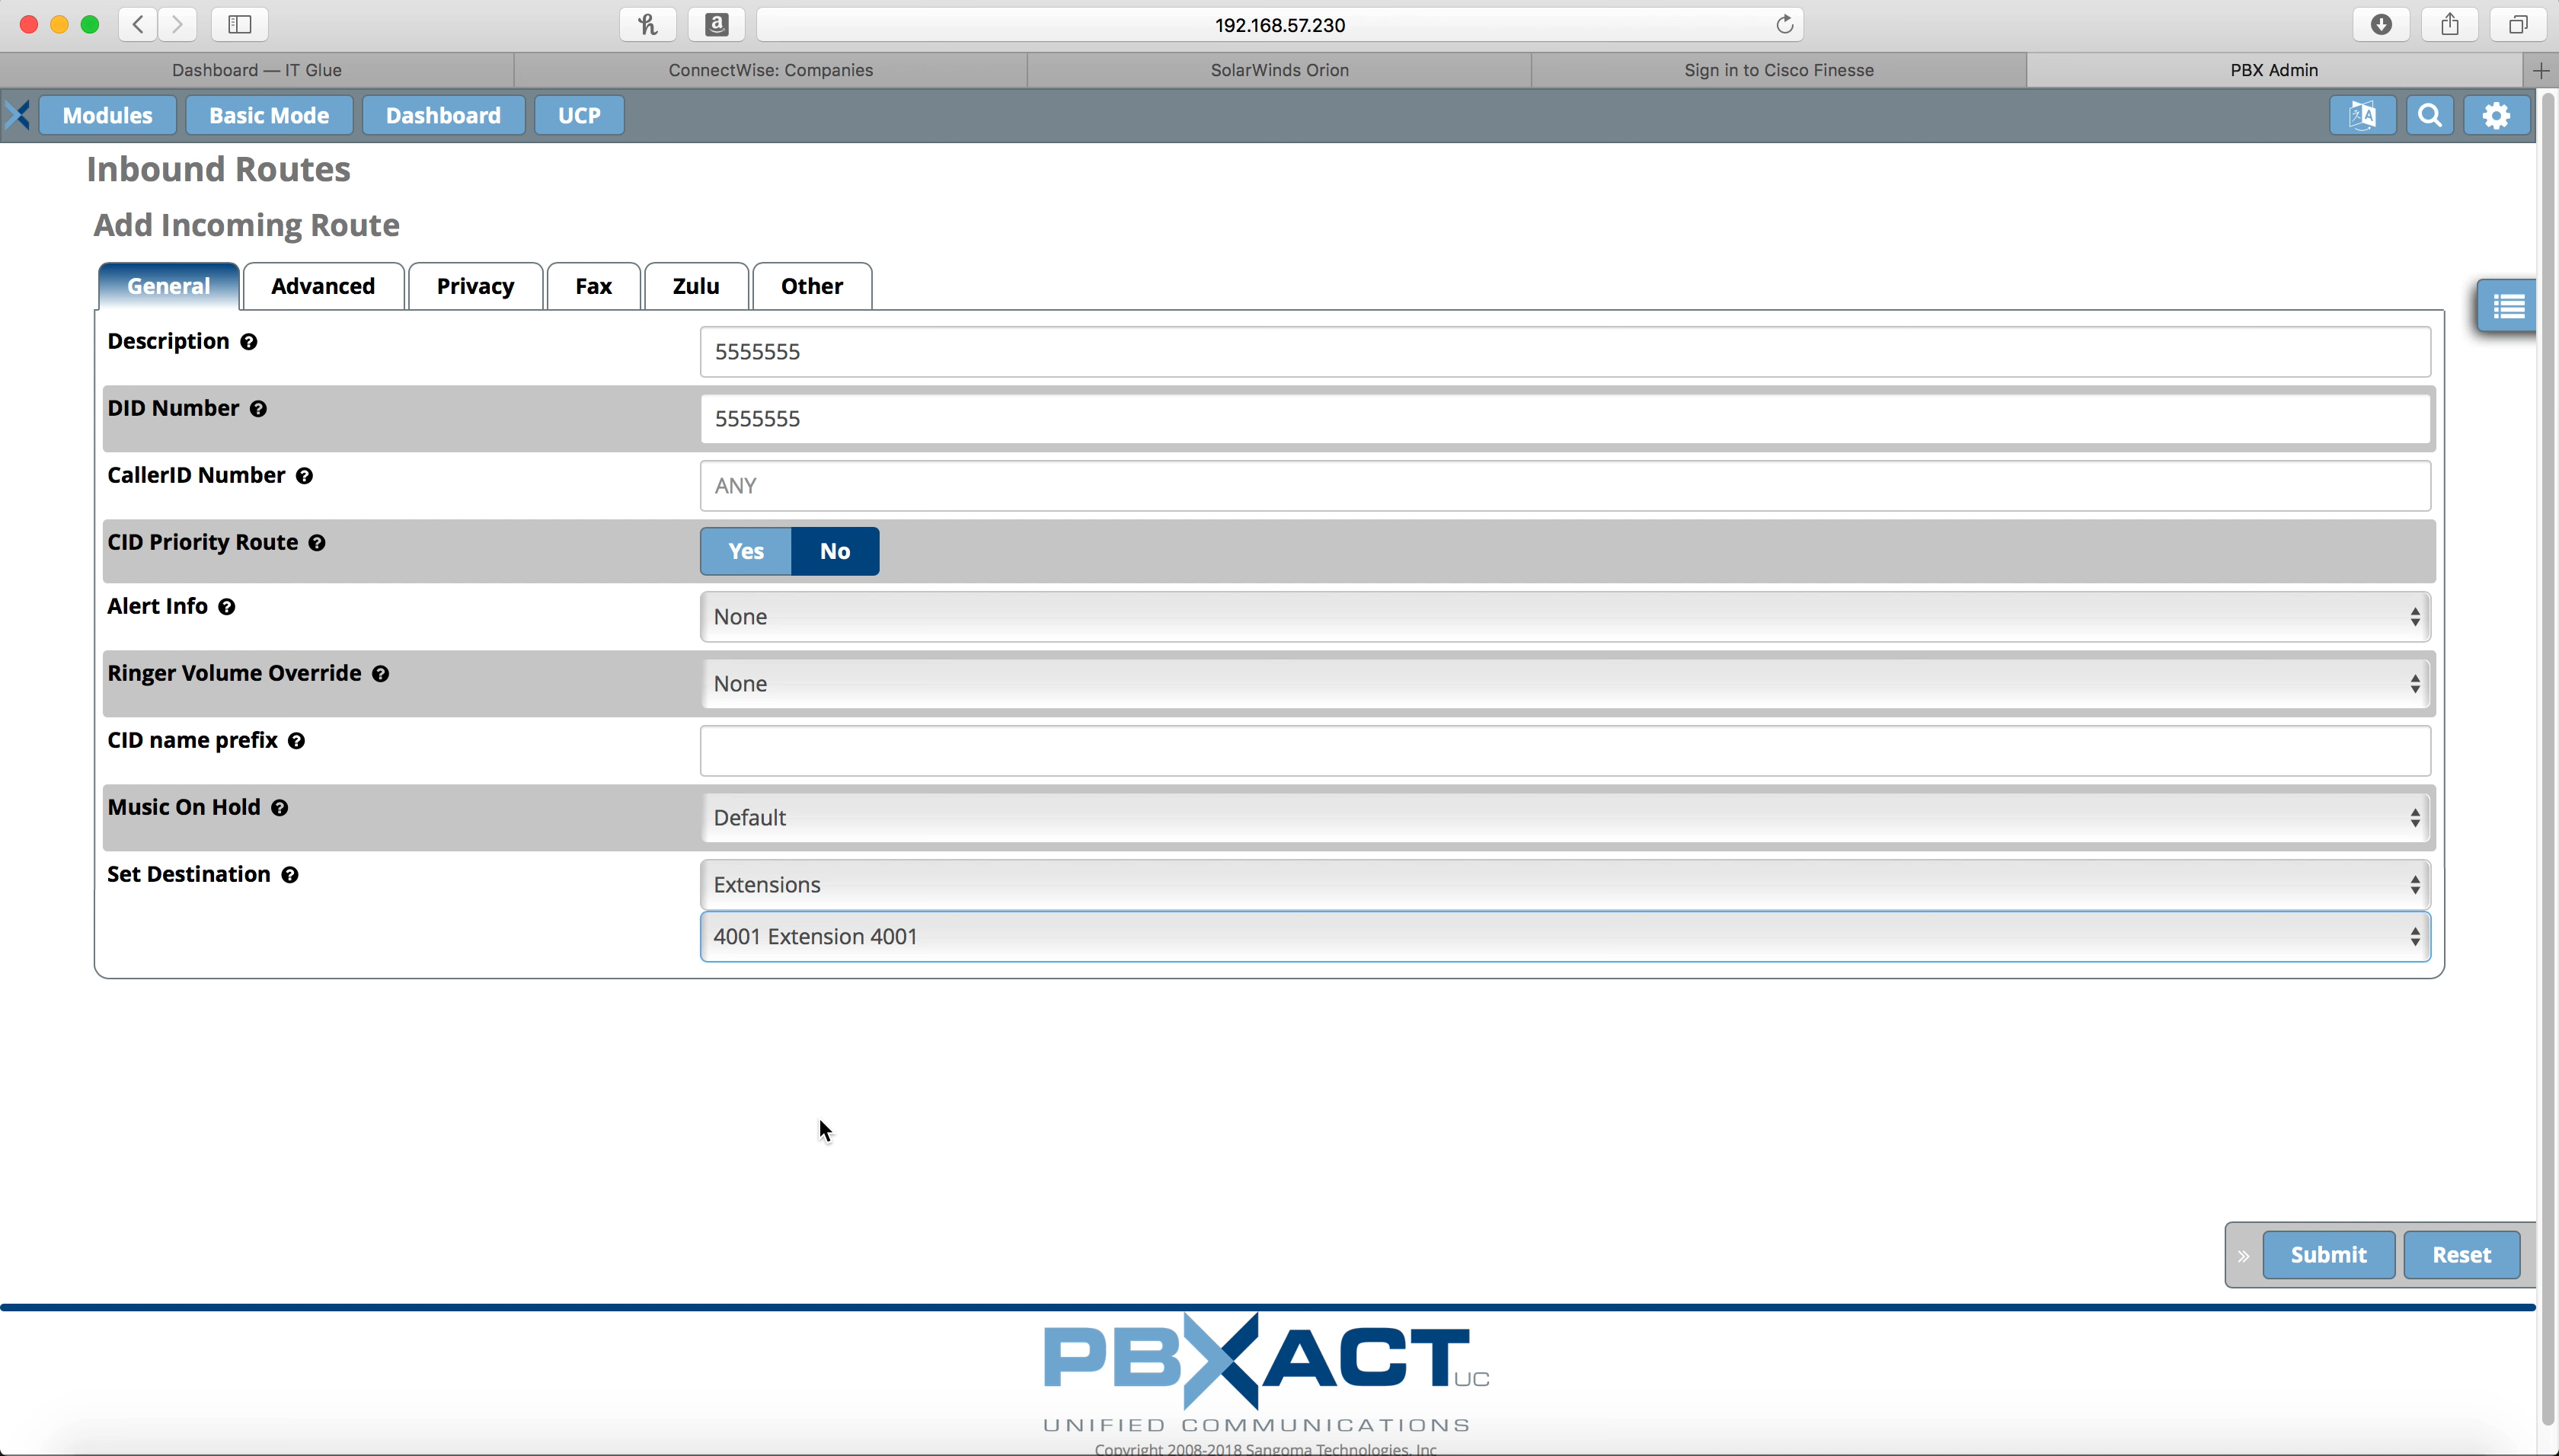 192.168.57.230
Dashboard — IT Glue
ConnectWise: Companies
SolarWinds Orion
Sign in to Cisco Finesse
PBX Admin
Modules
Basic Mode
Dashboard
UCP
Inbound Routes
Add Incoming Route
General
Advanced
Privacy
Fax
Zulu
Other
Description
5555555
DID Number
5555555
CallerID Number
ANY
CID Priority Route
Yes
No
Alert Info
None
Ringer Volume Override
None
CID name prefix
Music On Hold
Default
Set Destination
Extensions
4001 Extension 4001
Submit
Reset
PBXACT UC
UNIFIED COMMUNICATIONS
Copyright 2008-2018 Sangoma Technologies, Inc